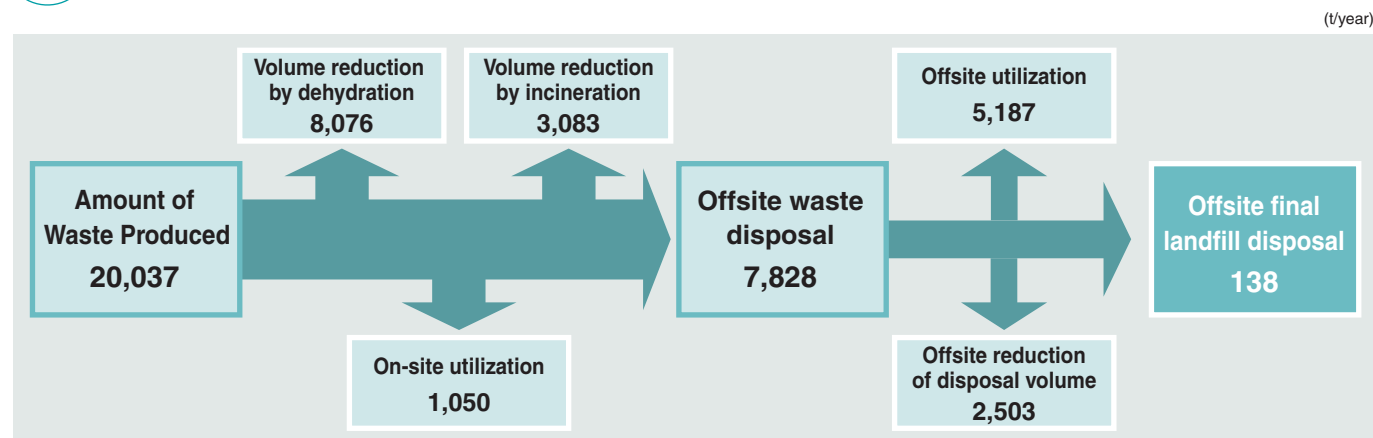 (t/year)
Volume reduction
by dehydration
8,076
Volume reduction
by incineration
3,083
Offsite utilization
5,187
Amount of
Waste Produced
20,037
Offsite waste
disposal
7,828
Offsite final
landfill disposal
138
On-site utilization
1,050
Offsite reduction
of disposal volume
2,503